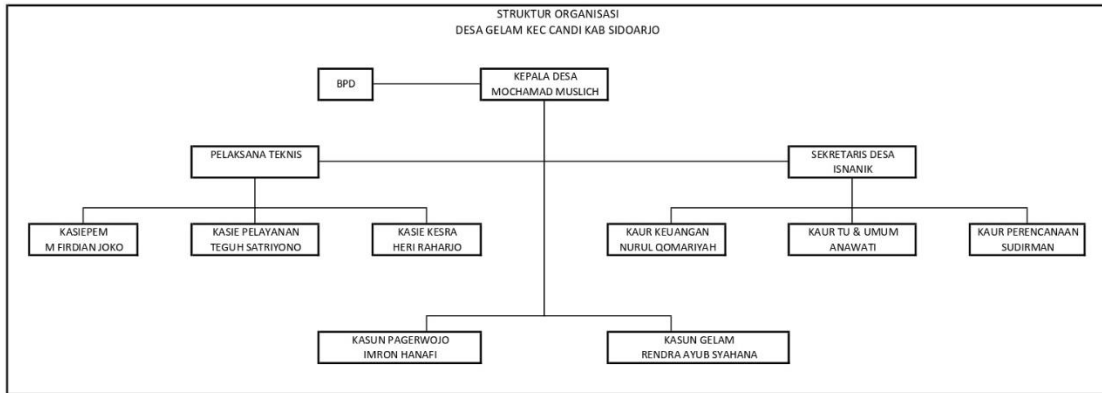 STRUKTUR ORGANISASI
DESA GELAM KEC CANDI KAB SIDOARJO
BPD
KEPALA DESA
MOCHAMAD MUSLICH
PELAKSANA TEKNIS
SEKRETARIS DESA
ISNANIK
KASIEPEM
M FIRDIAN JOKO
KASIE PELAYANAN
TEGUH SATRIYONO
KASIE KESRA
HERI RAHARJO
KAUR KEUANGAN
NURUL QOMARIYAH
KAUR TU & UMUM
ANAWATI
KAUR PERENCANAAN
SUDIRMAN
KASUN PAGERWOJO
IMRON HANAFI
KASUN GELAM
RENDRA AYUB SYAHANA